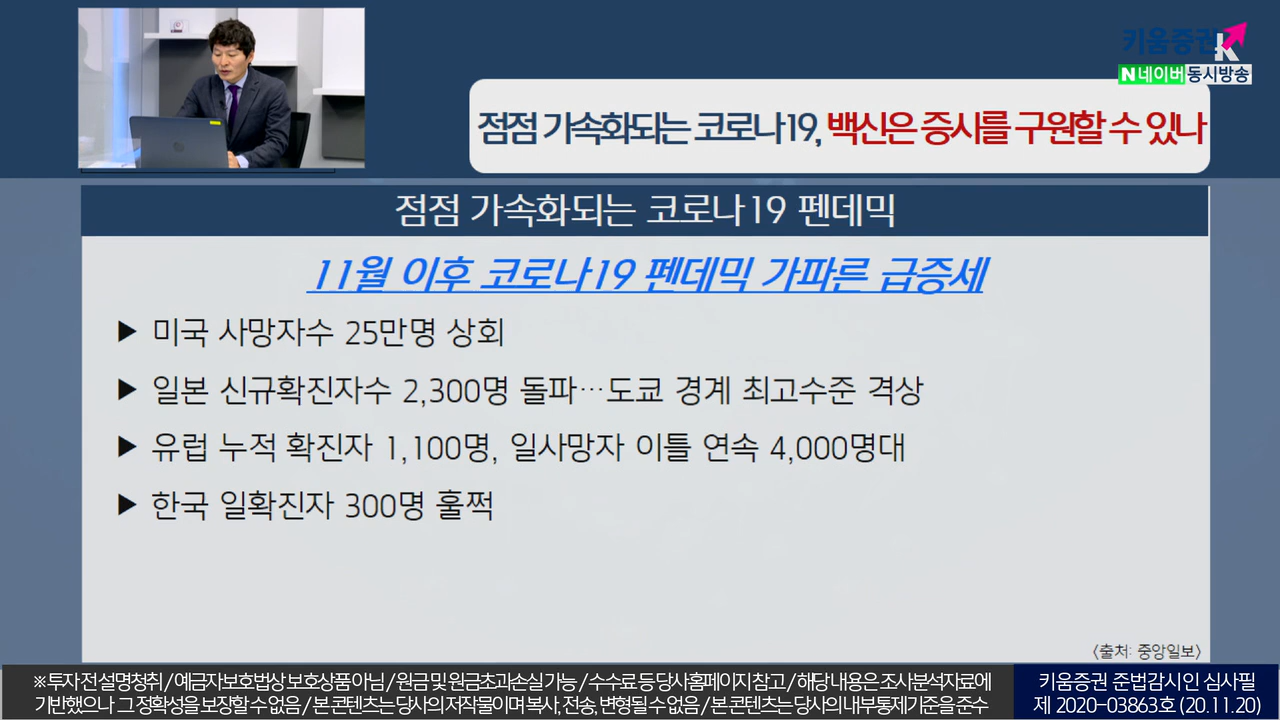 키움증권
N 네이버 동시방송
점점 가속화되는 코로나19, 백신은 증시를 구원할 수 있나
점점 가속화되는 코로나19 펜데믹
11월 이후 코로나19 펜데믹 가파른 급증세
▶ 미국 사망자수 25만명 상회
▶ 일본 신규확진자수 2,300명 돌파…도쿄 경계 최고수준 격상
▶ 유럽 누적 확진자 1,100명, 일사망자 이틀 연속 4,000명대
▶ 한국 일확진자 300명 훌쩍
<출처: 중앙일보>
※ 투자 전 설명청취 / 예금자보호법상 보호상품 아님 / 원금 및 원금초과손실 가능 / 수수료 등 당사홈페이지 참고 / 해당 내용은 조사분석자료에
기반했으나 그 정확성을 보장할 수 없음 / 본 콘텐츠는 당사의 저작물이며 복사, 전송, 변형될 수 없음 / 본 콘텐츠는 당사의 내부통제기준을 준수
키움증권 준법감시인 심사필
제 2020-03863호 (20.11.20)